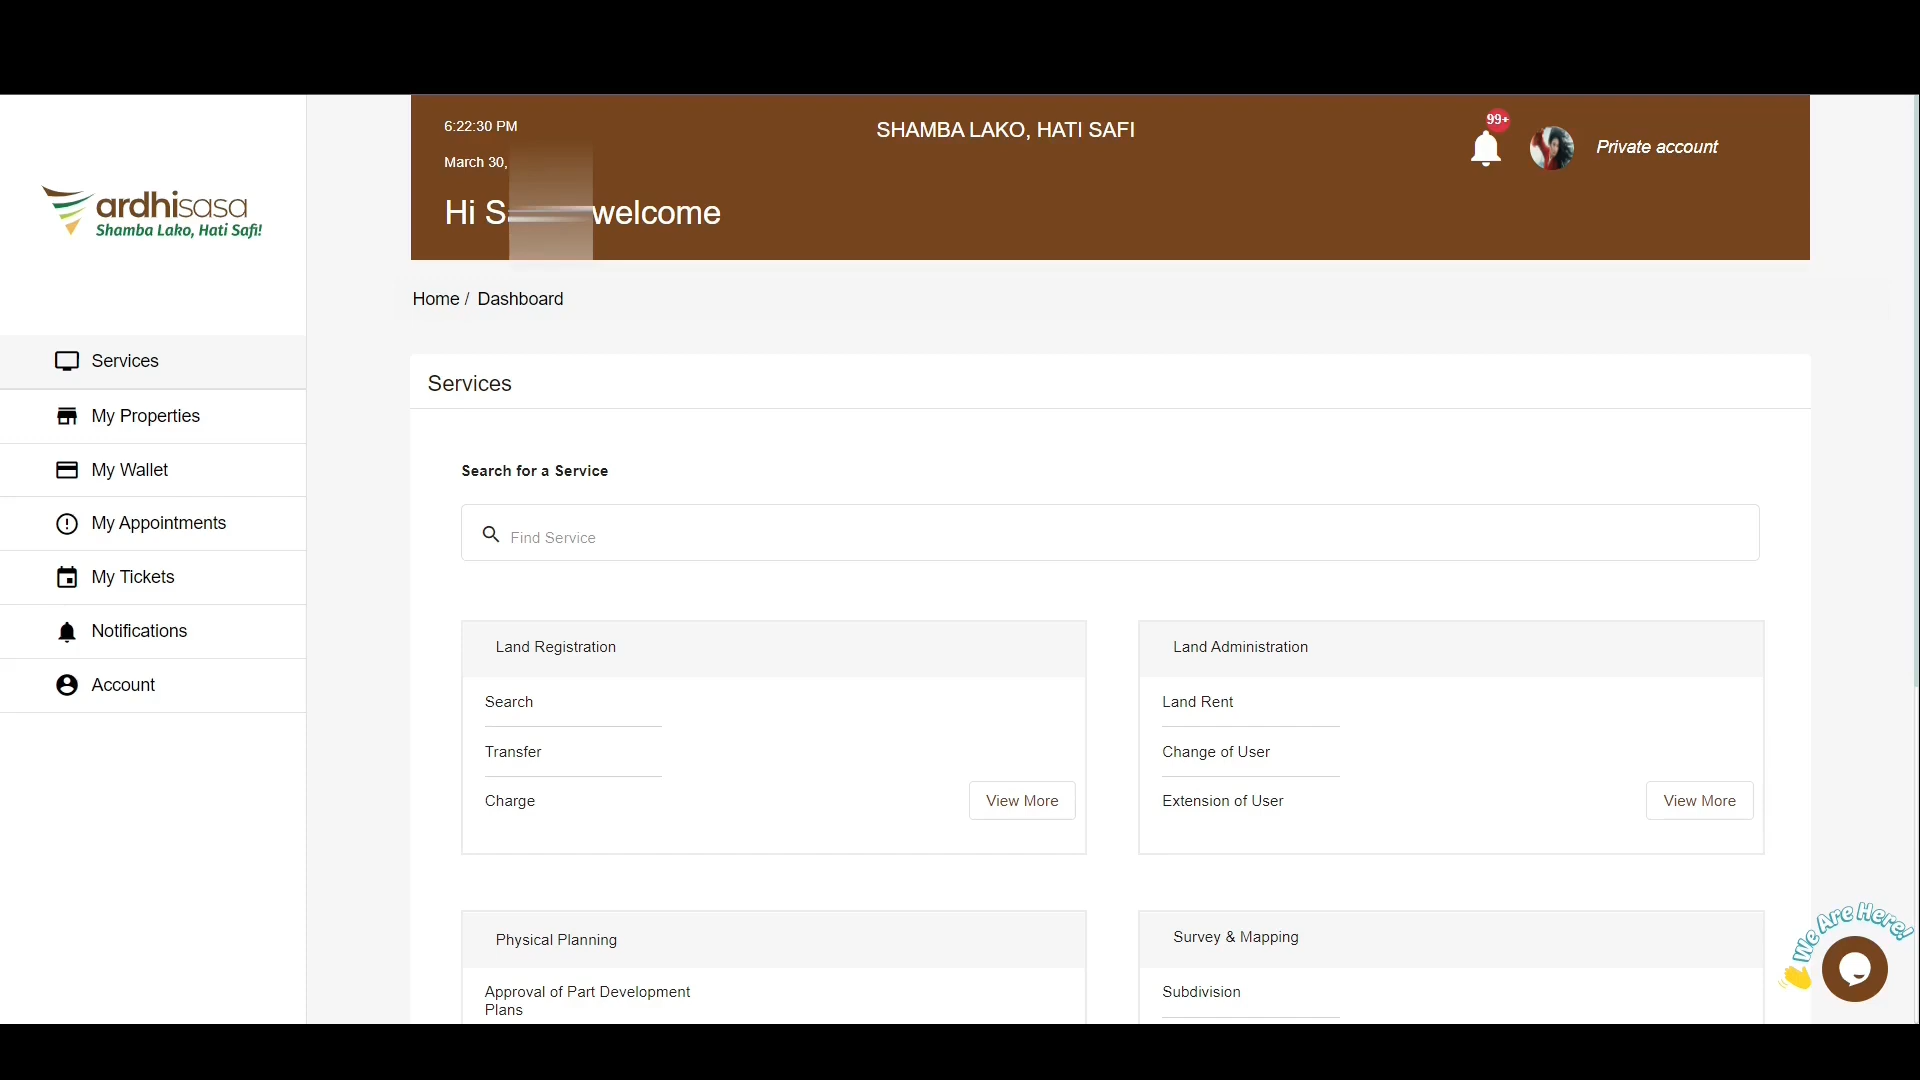 6:22:30 PM
SHAMBA LAKO, HATI SAFI
99+
Private account
March 30,
Hi S welcome
ardhisasa
Shamba Lako, Hati Safi!
Home / Dashboard
Services
My Properties
My Wallet
My Appointments
My Tickets
Notifications
Account
Services
Search for a Service
Find Service
Land Registration
Search
Transfer
Charge
View More
Land Administration
Land Rent
Change of User
Extension of User
View More
Physical Planning
Approval of Part Development
Plans
Survey & Mapping
Subdivision
We Are Here!